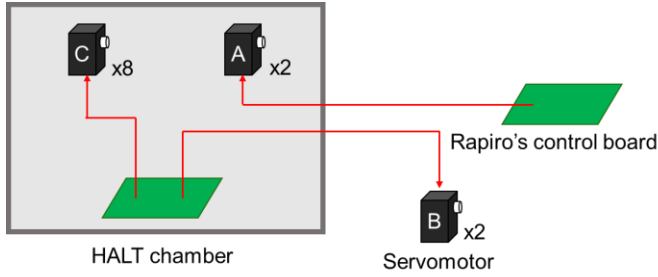 C
x8
A
x2
Rapiro's control board
B
x2
HALT chamber
Servomotor